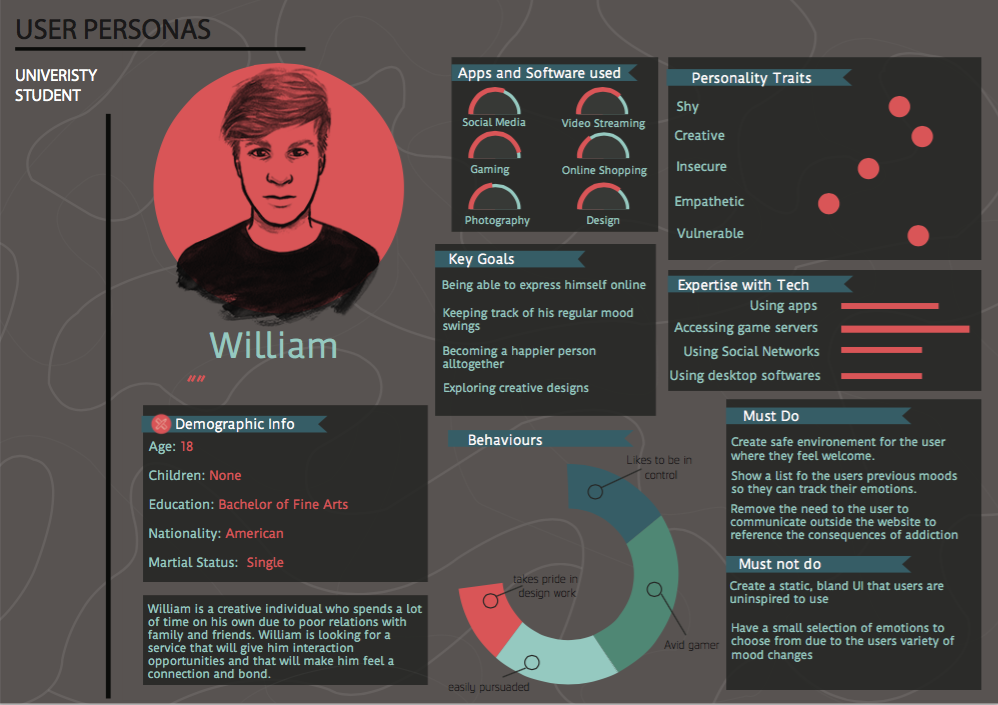 USER PERSONAS
UNIVERISTY
STUDENT
William
““
Demographic Info
Age: 18
Children: None
Education: Bachelor of Fine Arts
Nationality: American
Martial Status: Single
William is a creative individual who spends a lot
of time on his own due to poor relations with
family and friends. William is looking for a
service that will give him interaction
opportunities and that will make him feel a
connection and bond.
Apps and Software used
Social Media
Video Streaming
Gaming
Online Shopping
Photography
Design
Key Goals
Being able to express himself online
Keeping track of his regular mood
swings
Becoming a happier person
alltogether
Exploring creative designs
Behaviours
Likes to be in
control
takes pride in
design work
Avid gamer
easily pursuaded
Personality Traits
Shy
Creative
Insecure
Empathetic
Vulnerable
Expertise with Tech
Using apps
Accessing game servers
Using Social Networks
Using desktop softwares
Must Do
Create safe environement for the user
where they feel welcome.
Show a list fo the users previous moods
so they can track their emotions.
Remove the need to the user to
communicate outside the website to
reference the consequences of addiction
Must not do
Create a static, bland UI that users are
uninspired to use
Have a small selection of emotions to
choose from due to the users variety of
mood changes